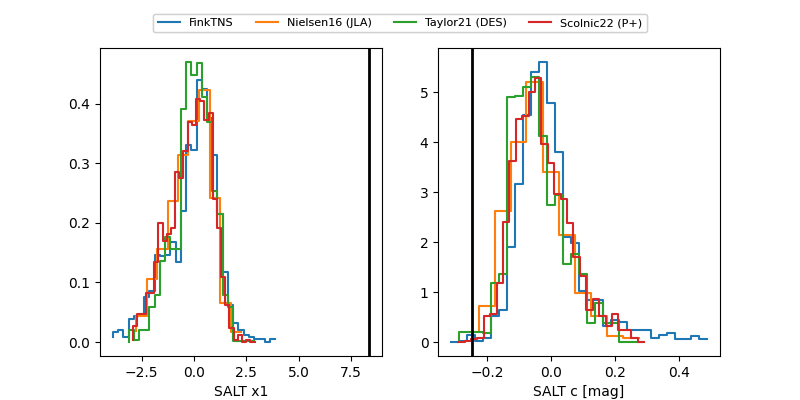 FinkTNS Nielsen16 (JLA) Taylor21 (DES) Scolnic22 (P+)
0.4
0.3
0.2
0.1
0.0
−2.5 0.0 2.5 5.0 7.5
SALT x1
5
4
3
2
1
0
−0.2 0.0 0.2 0.4
SALT c [mag]